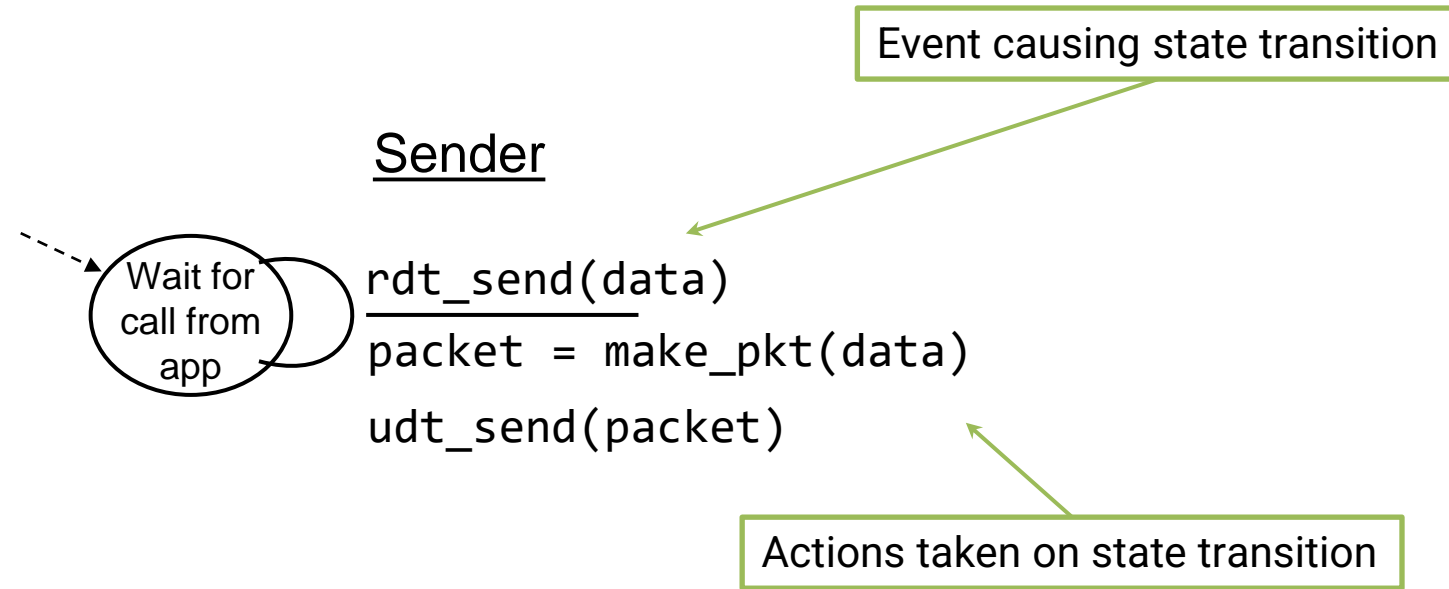 Event causing state transition
Sender
Wait for
call from
app
rdt_send(data)
packet = make_pkt(data)
udt_send(packet)
Actions taken on state transition